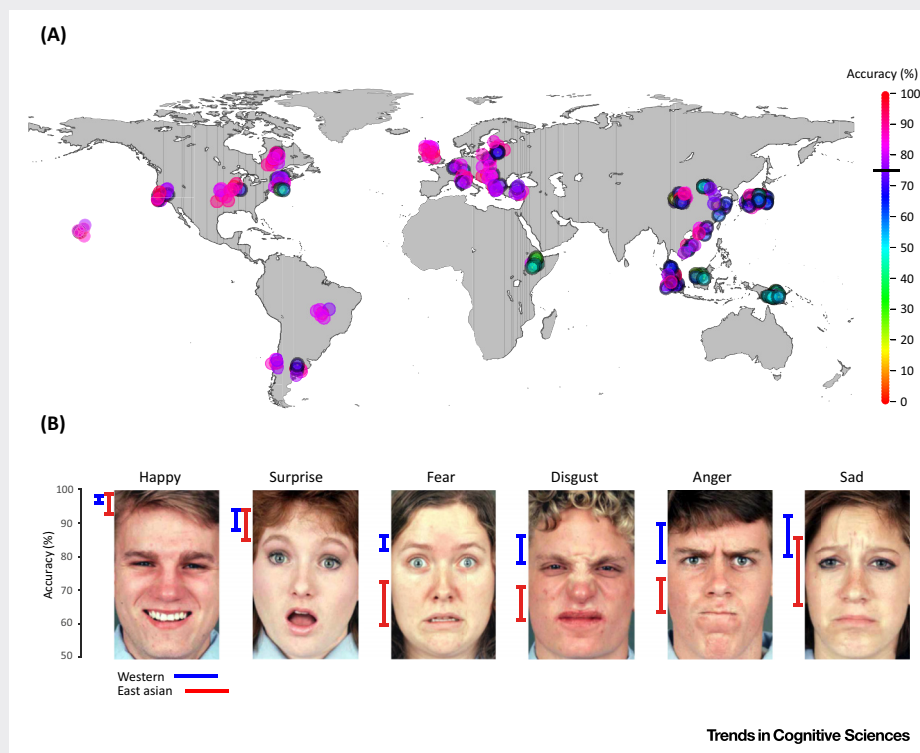 (A)
Accuracy (%)
100
90
80
70
60
50
40
30
20
10
0
(B)
Happy
Surprise
Fear
Disgust
Anger
Sad
Accuracy (%)
100
90
80
70
60
50
Western
East asian
Trends in Cognitive Sciences